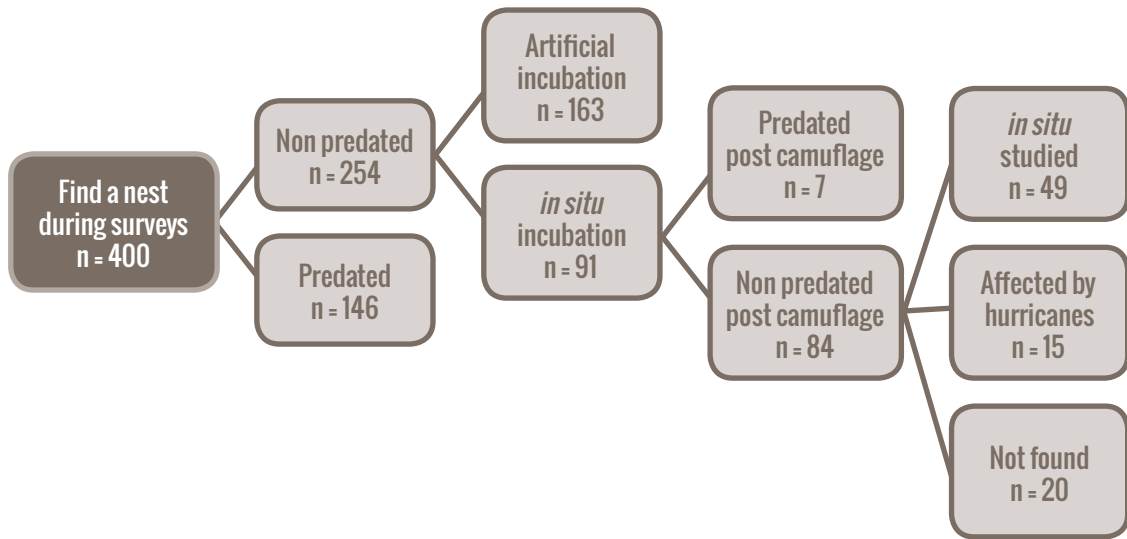 Find a nest
during surveys
n = 400
Non predated
n = 254
Predated
n = 146
Artificial
incubation
n = 163
in situ
incubation
n = 91
Predated
post camuflage
n = 7
Non predated
post camuflage
n = 84
in situ
studied
n = 49
Affected by
hurricanes
n = 15
Not found
n = 20